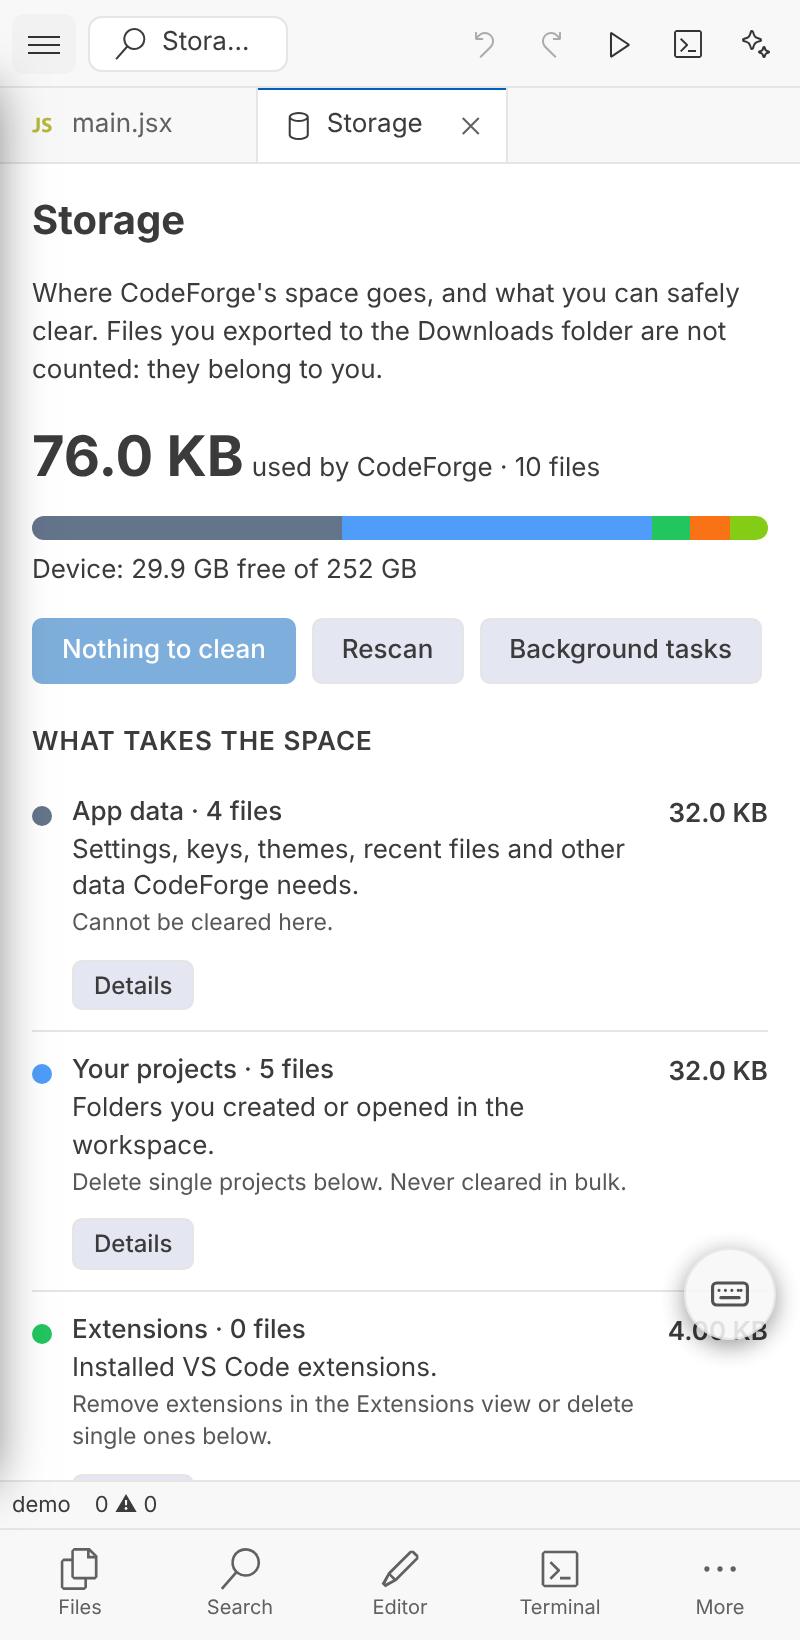 Stora...
JS main.jsx
Storage
Storage
Where CodeForge's space goes, and what you can safely
clear. Files you exported to the Downloads folder are not
counted: they belong to you.
76.0 KB used by CodeForge · 10 files
Device: 29.9 GB free of 252 GB
Nothing to clean
Rescan
Background tasks
WHAT TAKES THE SPACE
App data · 4 files
32.0 KB
Settings, keys, themes, recent files and other
data CodeForge needs.
Cannot be cleared here.
Details
Your projects · 5 files
32.0 KB
Folders you created or opened in the
workspace.
Delete single projects below. Never cleared in bulk.
Details
Extensions · 0 files
4.00 KB
Installed VS Code extensions.
Remove extensions in the Extensions view or delete
single ones below.
demo 0 0
Files
Search
Editor
Terminal
More